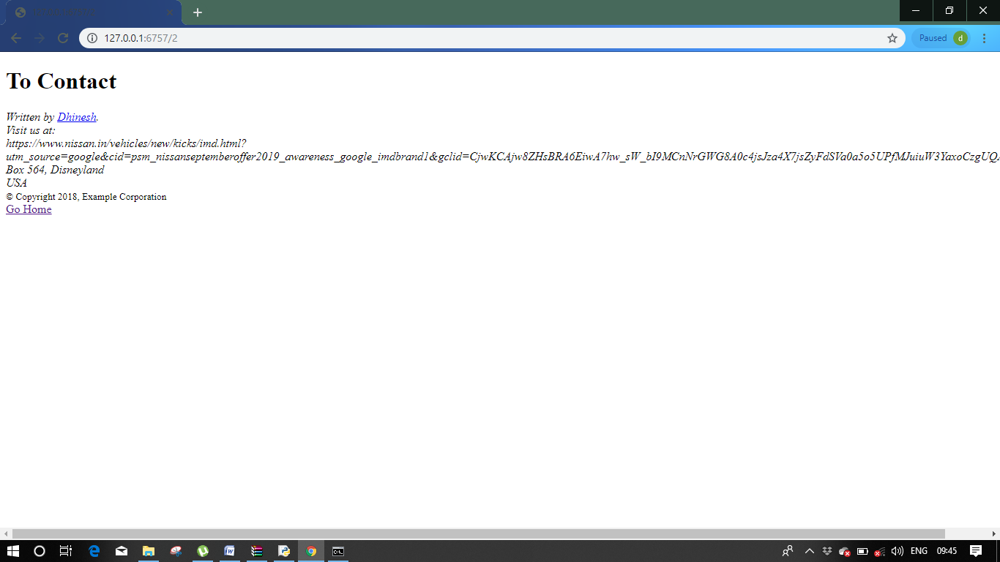 127.0.0.1:6757/2
Paused
d
To Contact
Written by Dhinesh.
Visit us at:
https://www.nissan.in/vehicles/new/kicks/imd.html?
utm_source=google&cid=psm_nissanseptemberoffer2019_awareness_google_imdbrand1&gclid=CjwKCAjw8ZHsBRA6EiwA7hw_sW_bI9MCnNrGWG8A0c4jsJza4X7jsZyFdSVa0a5o5UPfMJuiuW3YaxoCzgUQA
Box 564, Disneyland
USA
© Copyright 2018, Example Corporation
Go Home
ENG
09:45